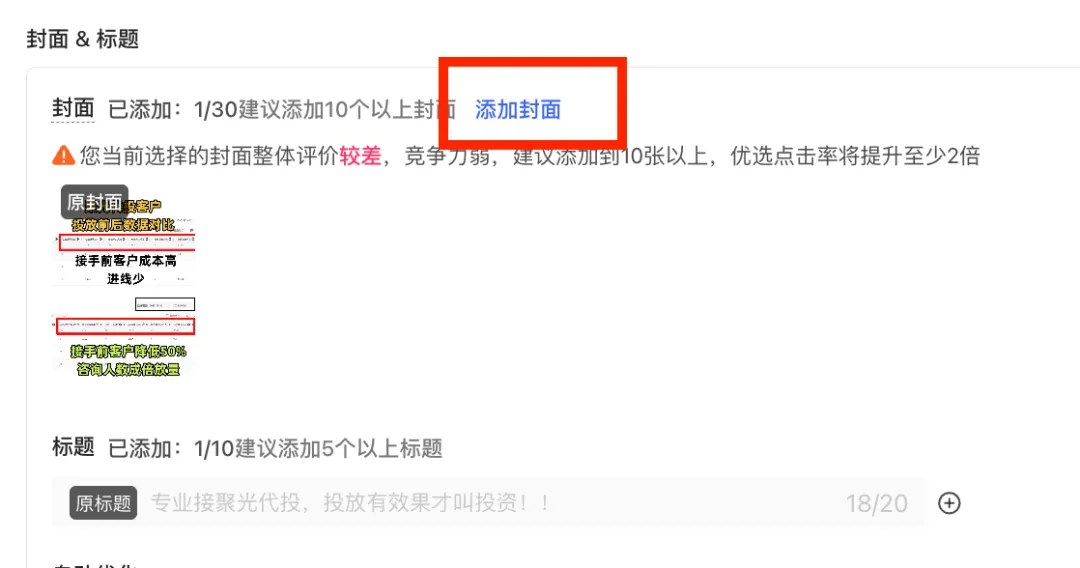 封面 & 标题
封面 已添加：1/30建议添加10个以上封面 添加封面
您当前选择的封面整体评价较差，竞争力弱，建议添加到10张以上，优选点击率将提升至少2倍
原封面
投放前后数据对比
接手前客户成本高
进线少
接手前客户降低50%
咨询人数成倍放量
标题 已添加：1/10建议添加5个以上标题
原标题 专业接聚光代投，投放有效果才叫投资！！ 18/20